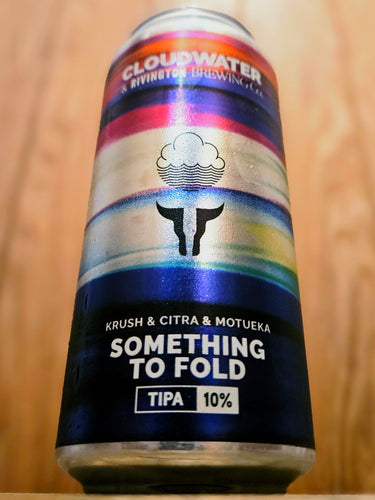 CLOUDWATER
& RIVINGTON BREWING Co.
KRUSH & CITRA & MOTUEKA
SOMETHING
TO FOLD
TIPA 10%